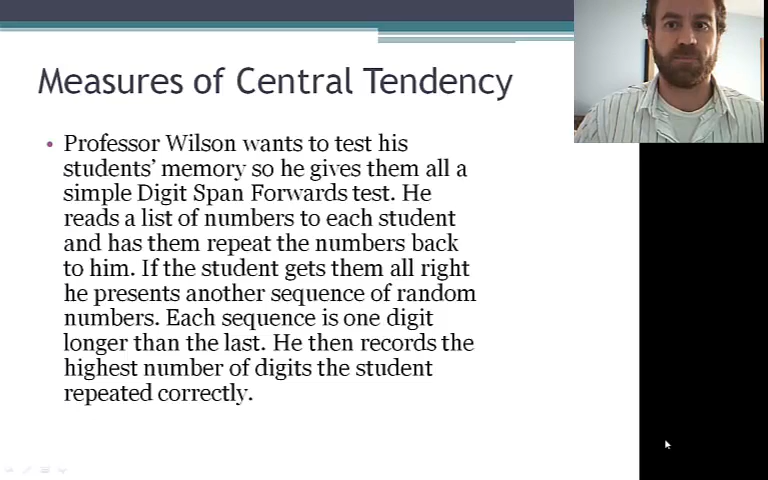 Measures of Central Tendency
• Professor Wilson wants to test his
students’ memory so he gives them all a
simple Digit Span Forwards test. He
reads a list of numbers to each student
and has them repeat the numbers back
to him. If the student gets them all right
he presents another sequence of random
numbers. Each sequence is one digit
longer than the last. He then records the
highest number of digits the student
repeated correctly.